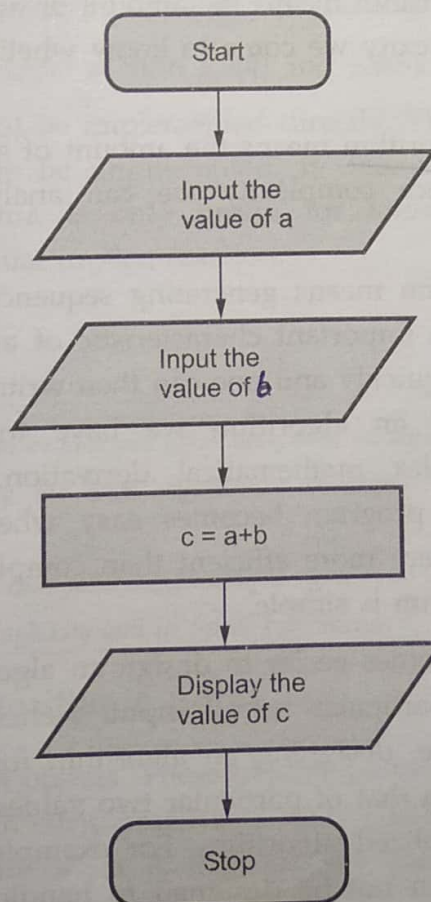 Start
Input the
value of a
Input the
value of b
c = a+b
Display the
value of c
Stop